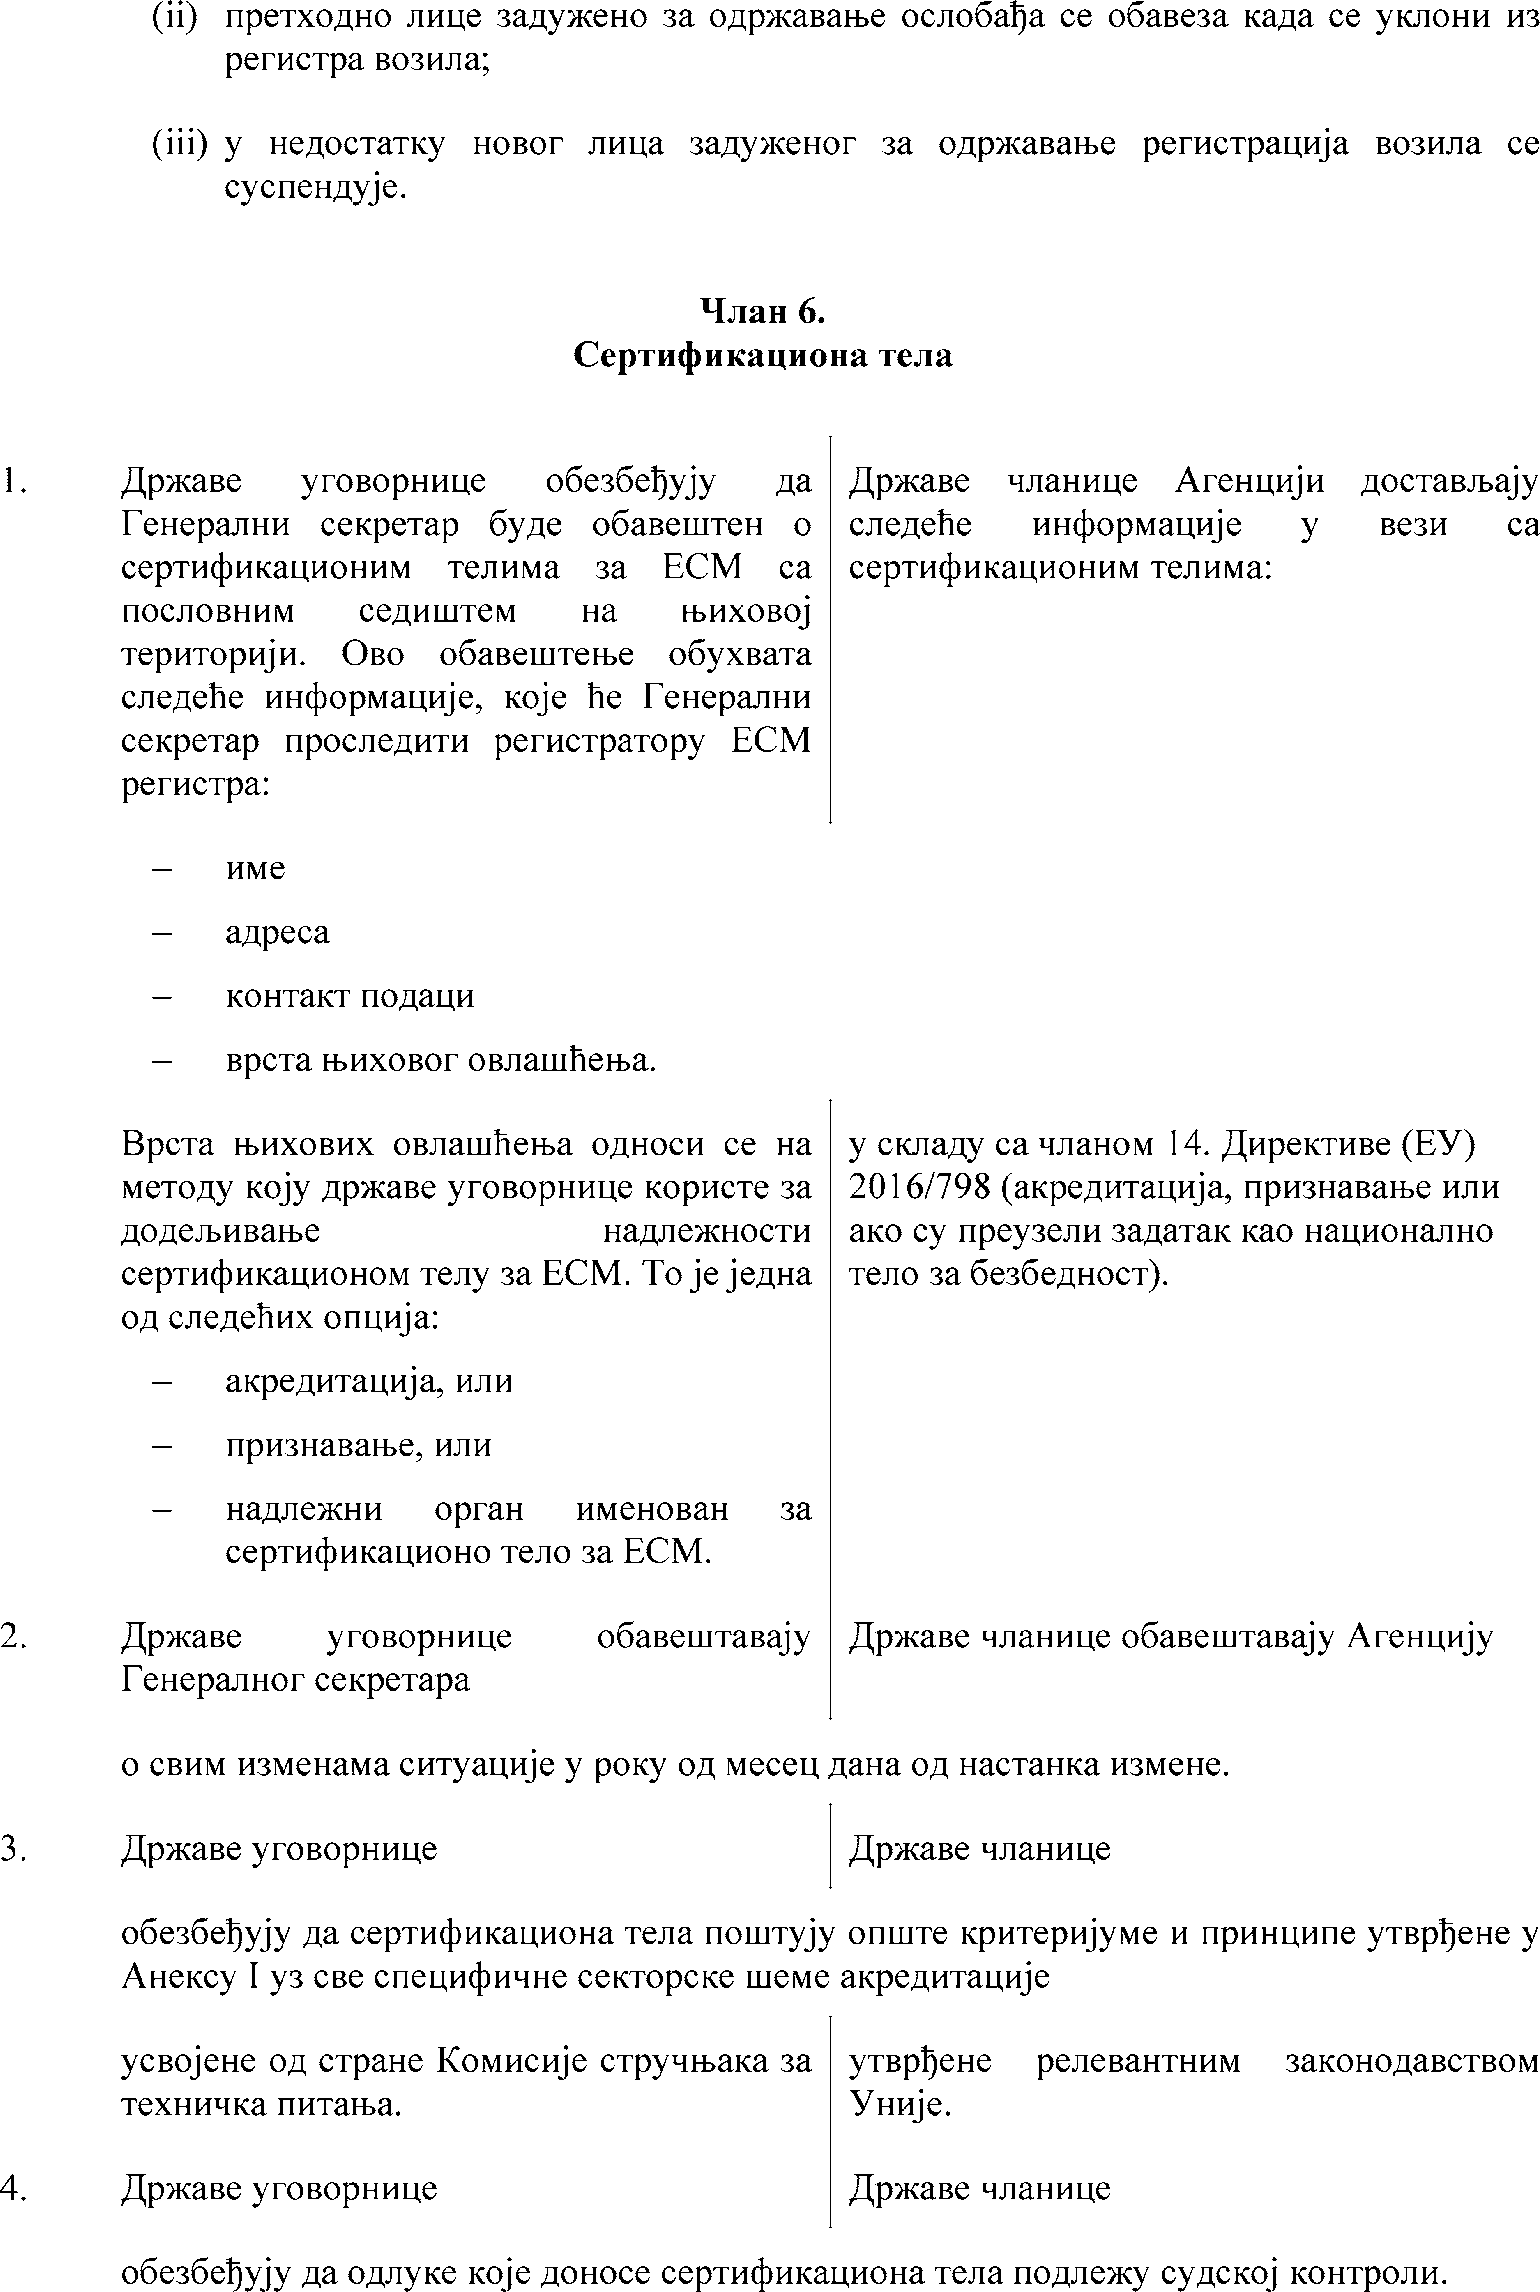 (ii) претходно лице задужено за одржавање ослобађа се обавеза када се уклони из
регистра возила;
(iii) у недостатку новог лица задуженог за одржавање регистрација возила се
суспендује.
Члан 6.
Сертификациона тела
1. Државе уговорнице обезбеђују да
Генерални секретар буде обавештен о
сертификационим телима за ECM са
пословним седиштем на њиховој
територији. Ово обавештење обухвата
следеће информације, које ће Генерални
секретар проследити регистратору ECM
регистра:
Државе чланице Агенцији достављају
следеће информације у вези са
сертификационим телима:
– име
– адреса
– контакт подаци
– врста њиховог овлашћења.
Врста њихових овлашћења односи се на
методу коју државе уговорнице користе за
додељивање надлежности
сертификационом телу за ECM. То је једна
од следећих опција:
– акредитација, или
– признавање, или
– надлежни орган именован за
сертификационо тело за ECM.
у складу са чланом 14. Директиве (ЕУ)
2016/798 (акредитација, признавање или
ако су преузели задатак као национално
тело за безбедност).
2. Државе уговорнице обавештавају
Генералног секретара
Државе чланице обавештавају Агенцију
о свим изменама ситуације у року од месец дана од настанка измене.
3. Државе уговорнице
Државе чланице
обезбеђују да сертификациона тела поштују опште критеријуме и принципе утврђене у
Анексу I уз све специфичне секторске шеме акредитације
усвојене од стране Комисије стручњака за
техничка питања.
утврђене релевантним законодавством
Уније.
4. Државе уговорнице
Државе чланице
обезбеђују да одлуке које доносе сертификациона тела подлежу судској контроли.